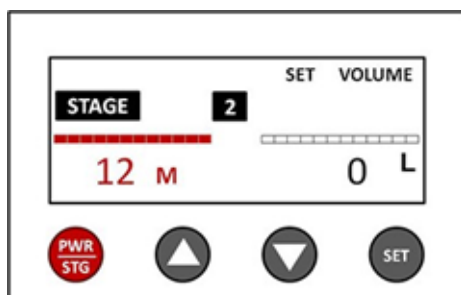 SET VOLUME
STAGE 2
12 M 0 L
PWR
STG
SET